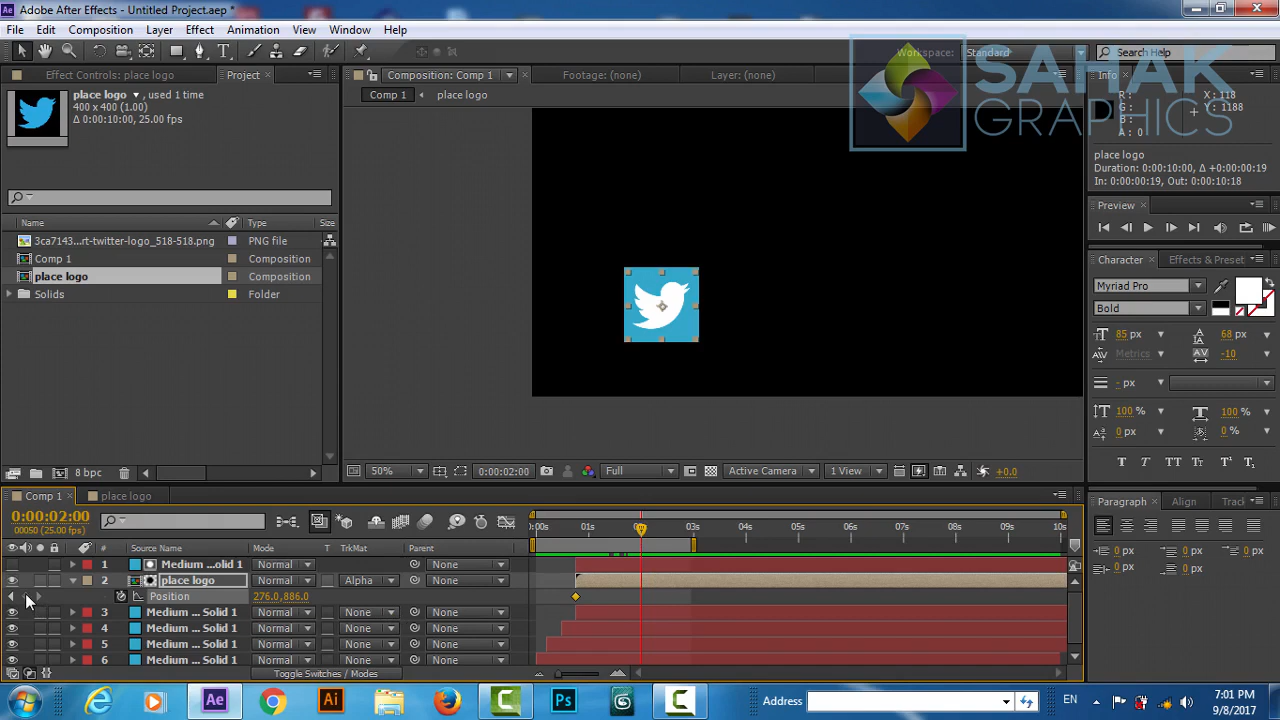 Adobe After Effects - Untitled Project.aep *
File Edit Composition Layer Effect Animation View Window Help
Workspace: Standard Search Help
SAHAK
GRAPHICS
Effect Controls: place logo Project
Composition: Comp 1 Footage: (none) Layer: (none)
Info
Comp 1 place logo
place logo , used 1 time
400 x 400 (1.00)
Δ 0:00:10:00, 25.00 fps
R:
G:
B:
A: 0
X: 118
Y: 1188
place logo
Duration: 0:00:10:00, Δ +0:00:00:19
In: 0:00:00:19, Out: 0:00:10:18
Preview
Name Type Size
3ca7143...rt-twitter-logo_518-518.png PNG file
Comp 1 Composition
place logo Composition
Solids Folder
Character Effects & Preset
Myriad Pro
Bold
85 px 68 px
Metrics -10
- px
100 % 100 %
0 px 0 %
T T TT Tt T¹ T₁
8 bpc
50% 0:00:02:00 Full Active Camera 1 View +0.0
Comp 1 place logo
0:00:02:00
00050 (25.00 fps)
0:00s 01s 03s 04s 05s 06s 07s 08s 09s 10s
# Source Name Mode T TrkMat Parent
1 Medium ...olid 1 Normal None
2 place logo Normal Alpha None
Position 276.0,886.0
3 Medium ... Solid 1 Normal None None
4 Medium ... Solid 1 Normal None None
5 Medium ... Solid 1 Normal None None
6 Medium ... Solid 1 Normal None None
Toggle Switches / Modes
Paragraph Align
0 px 0 px
0 px 0 px
0 px
Ae Ai Ps
Address
EN
7:01 PM
9/8/2017